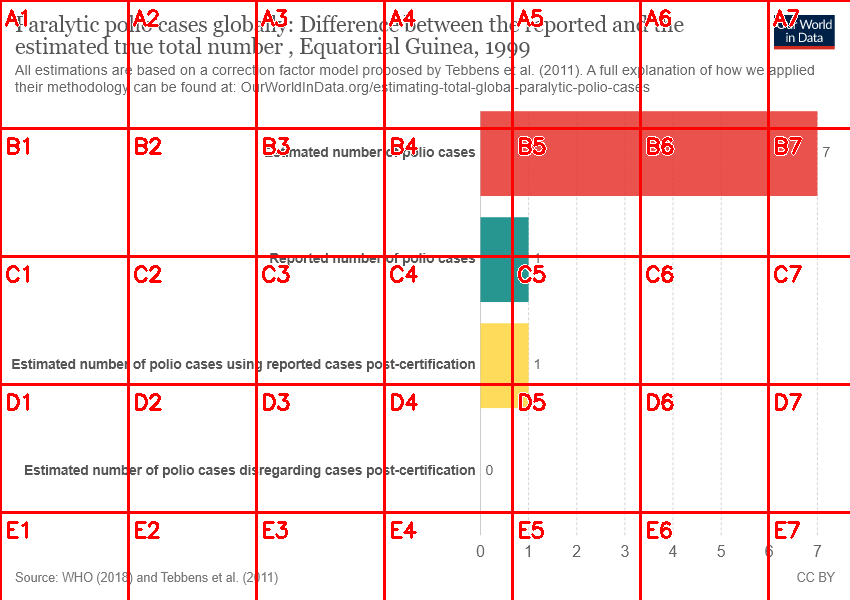 Paralytic polio cases globally: Difference between the reported and the
estimated true total number , Equatorial Guinea, 1999
Our World
in Data
All estimations are based on a correction factor model proposed by Tebbens et al. (2011). A full explanation of how we applied
their methodology can be found at: OurWorldInData.org/estimating-total-global-paralytic-polio-cases
A1 A2 A3 A4 A5 A6 A7
Estimated number of polio cases 7
B1 B2 B3 B4 B5 B6 B7
Reported number of polio cases 1
C1 C2 C3 C4 C5 C6 C7
Estimated number of polio cases using reported cases post-certification 1
D1 D2 D3 D4 D5 D6 D7
Estimated number of polio cases disregarding cases post-certification 0
E1 E2 E3 E4 E5 E6 E7
0 1 2 3 4 5 6 7
Source: WHO (2018) and Tebbens et al. (2011)
CC BY